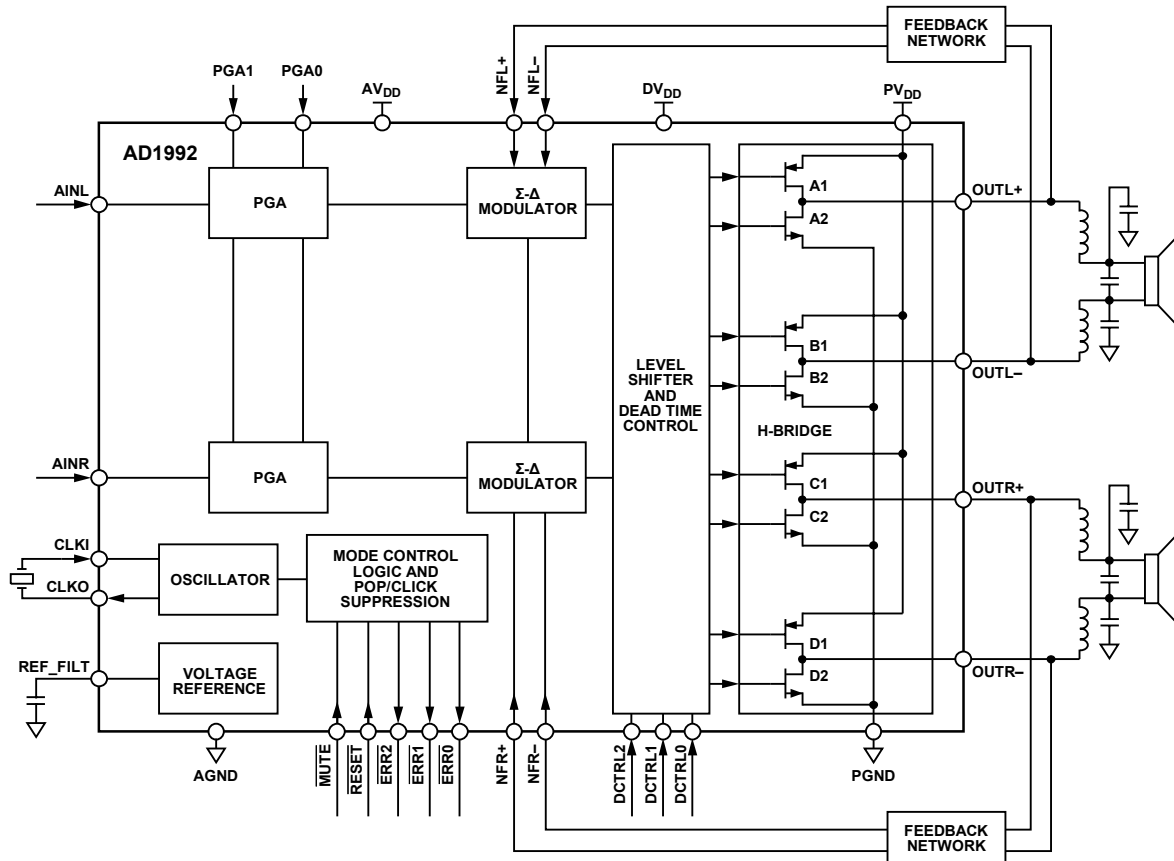 FEEDBACK
NETWORK
PGA1
PGA0
AVDD
NFL+
NFL–
DVDD
PVDD
AD1992
AINL
PGA
Σ-Δ
MODULATOR
A1
A2
OUTL+
B1
B2
OUTL–
LEVEL
SHIFTER
AND
DEAD TIME
CONTROL
H-BRIDGE
AINR
PGA
Σ-Δ
MODULATOR
C1
C2
OUTR+
CLKI
CLKO
OSCILLATOR
MODE CONTROL
LOGIC AND
POP/CLICK
SUPPRESSION
D1
D2
OUTR–
REF_FILT
VOLTAGE
REFERENCE
AGND
MUTE
RESET
ERR2
ERR1
ERR0
NFR+
NFR–
DCTRL2
DCTRL1
DCTRL0
PGND
FEEDBACK
NETWORK